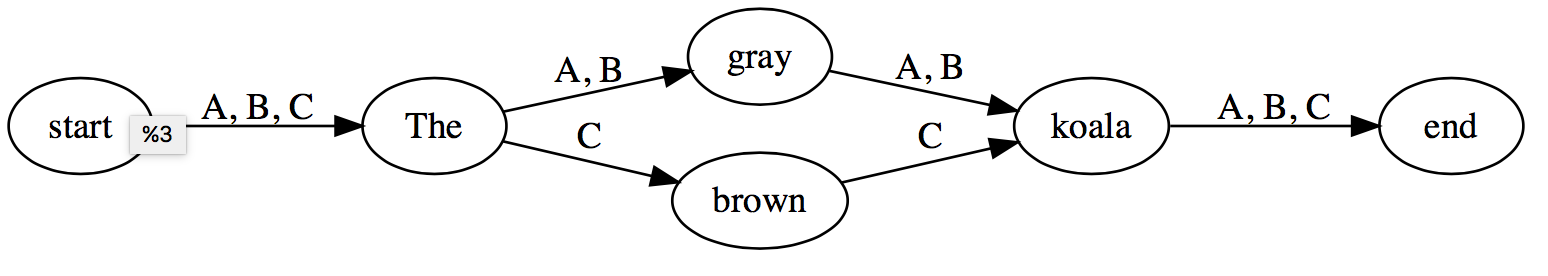 start
%3
A, B, C
The
A, B
gray
A, B
C
brown
C
koala
A, B, C
end